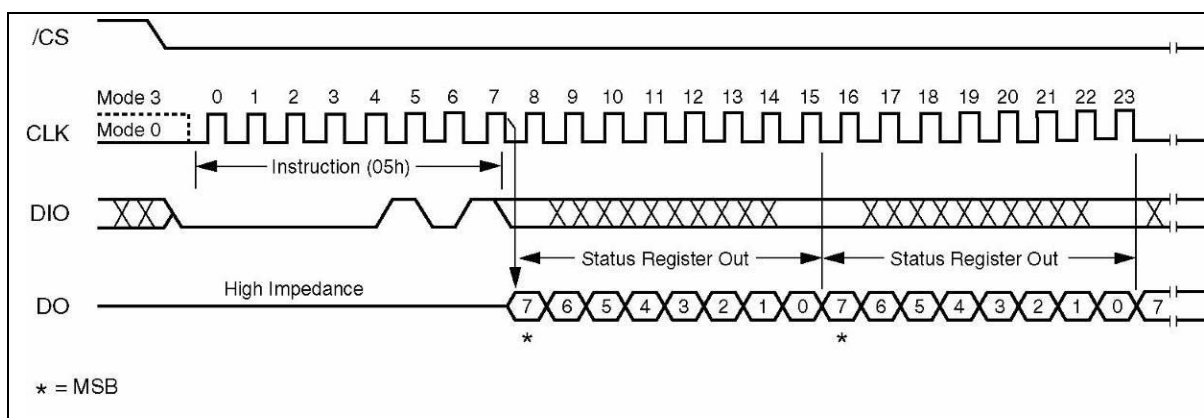 /CS
Mode 3 0 1 2 3 4 5 6 7 8 9 10 11 12 13 14 15 16 17 18 19 20 21 22 23
CLK Mode 0
Instruction (05h)
DIO
Status Register Out Status Register Out
High Impedance
DO 7 6 5 4 3 2 1 0 7 6 5 4 3 2 1 0 7
* *
* = MSB